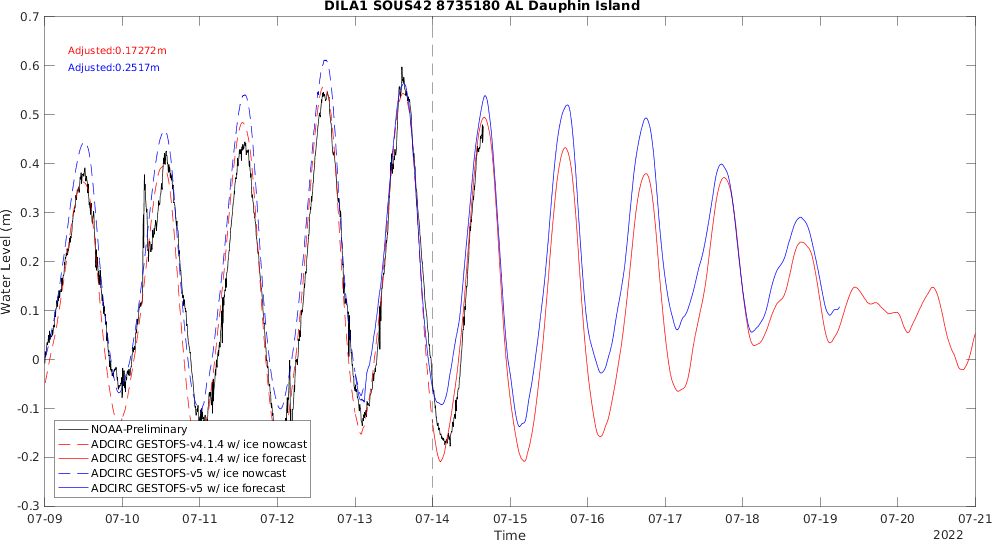 DILA1 SOUS42 8735180 AL Dauphin Island
Adjusted:0.17272m
Adjusted:0.2517m
Water Level (m)
0.7
0.6
0.5
0.4
0.3
0.2
0.1
0
-0.1
-0.2
-0.3
NOAA-Preliminary
ADCIRC GESTOFS-v4.1.4 w/ ice nowcast
ADCIRC GESTOFS-v4.1.4 w/ ice forecast
ADCIRC GESTOFS-v5 w/ ice nowcast
ADCIRC GESTOFS-v5 w/ ice forecast
07-09 07-10 07-11 07-12 07-13 07-14 07-15 07-16 07-17 07-18 07-19 07-20 07-21
Time
2022